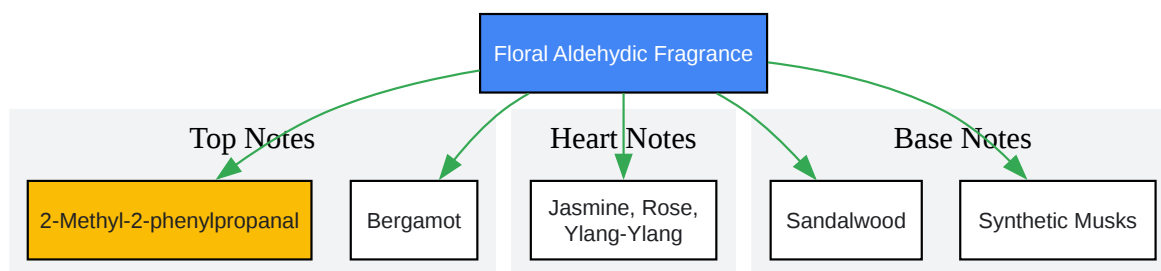 Floral Aldehydic Fragrance
Top Notes
Heart Notes
Base Notes
2-Methyl-2-phenylpropanal
Bergamot
Jasmine, Rose,
Ylang-Ylang
Sandalwood
Synthetic Musks